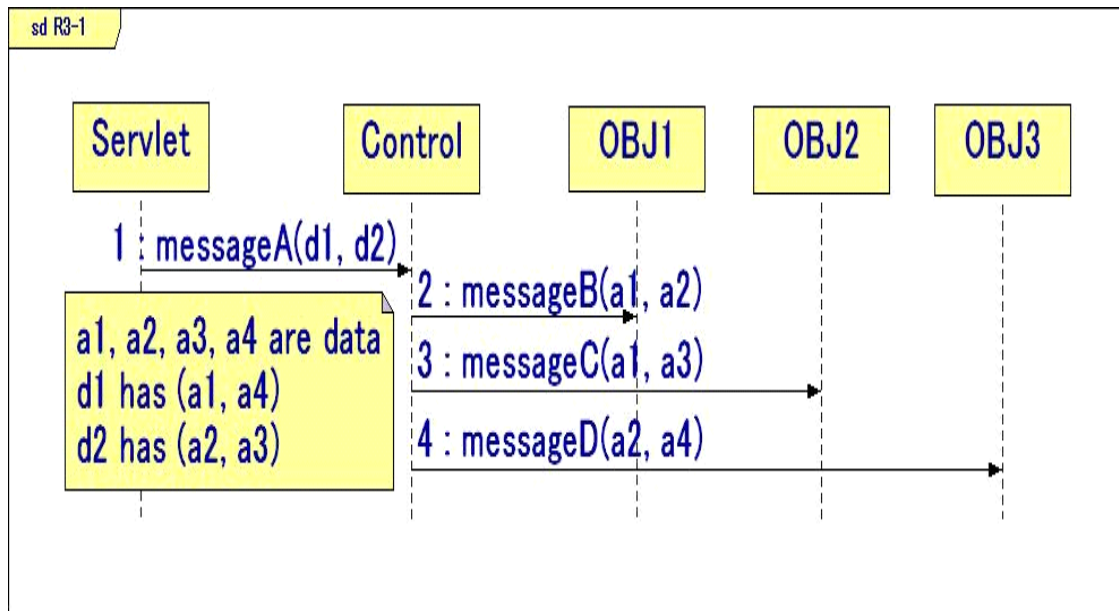 sd R3-1
Servlet
Control
OBJ1
OBJ2
OBJ3
1 : messageA(d1, d2)
2 : messageB(a1, a2)
a1, a2, a3, a4 are data
d1 has (a1, a4)
d2 has (a2, a3)
3 : messageC(a1, a3)
4 : messageD(a2, a4)